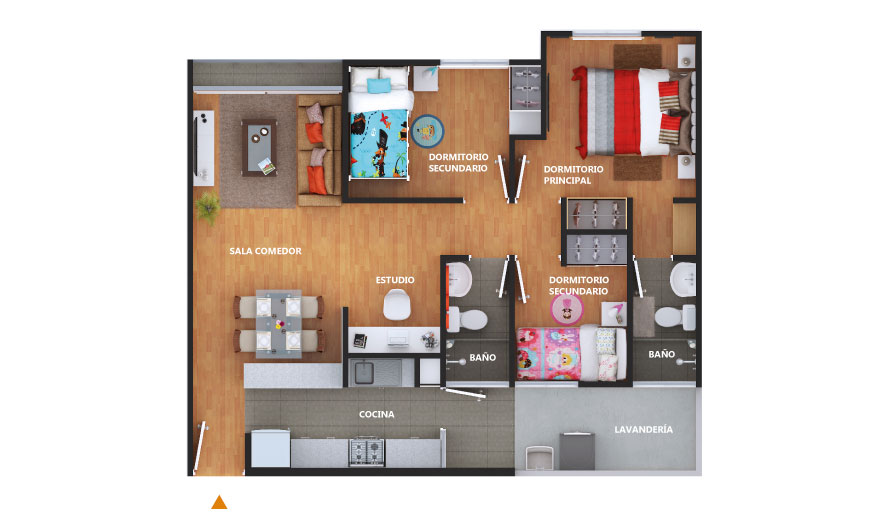 DORMITORIO
SECUNDARIO
DORMITORIO
PRINCIPAL
SALA COMEDOR
ESTUDIO
DORMITORIO
SECUNDARIO
BAÑO
BAÑO
COCINA
LAVANDERÍA